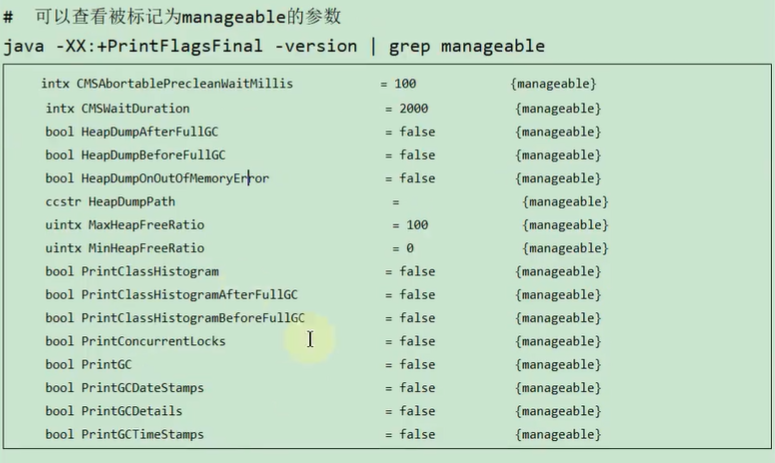 # 可以查看被标记为manageable的参数
java -XX:+PrintFlagsFinal -version | grep manageable
intx CMSAbortablePrecleanWaitMillis = 100 {manageable}
intx CMSWaitDuration = 2000 {manageable}
bool HeapDumpAfterFullGC = false {manageable}
bool HeapDumpBeforeFullGC = false {manageable}
bool HeapDumpOnOutOfMemoryError = false {manageable}
ccstr HeapDumpPath = {manageable}
uintx MaxHeapFreeRatio = 100 {manageable}
uintx MinHeapFreeRatio = 0 {manageable}
bool PrintClassHistogram = false {manageable}
bool PrintClassHistogramAfterFullGC = false {manageable}
bool PrintClassHistogramBeforeFullGC = false {manageable}
bool PrintConcurrentLocks = false {manageable}
bool PrintGC = false {manageable}
bool PrintGCDateStamps = false {manageable}
bool PrintGCDetails = false {manageable}
bool PrintGCTimeStamps = false {manageable}